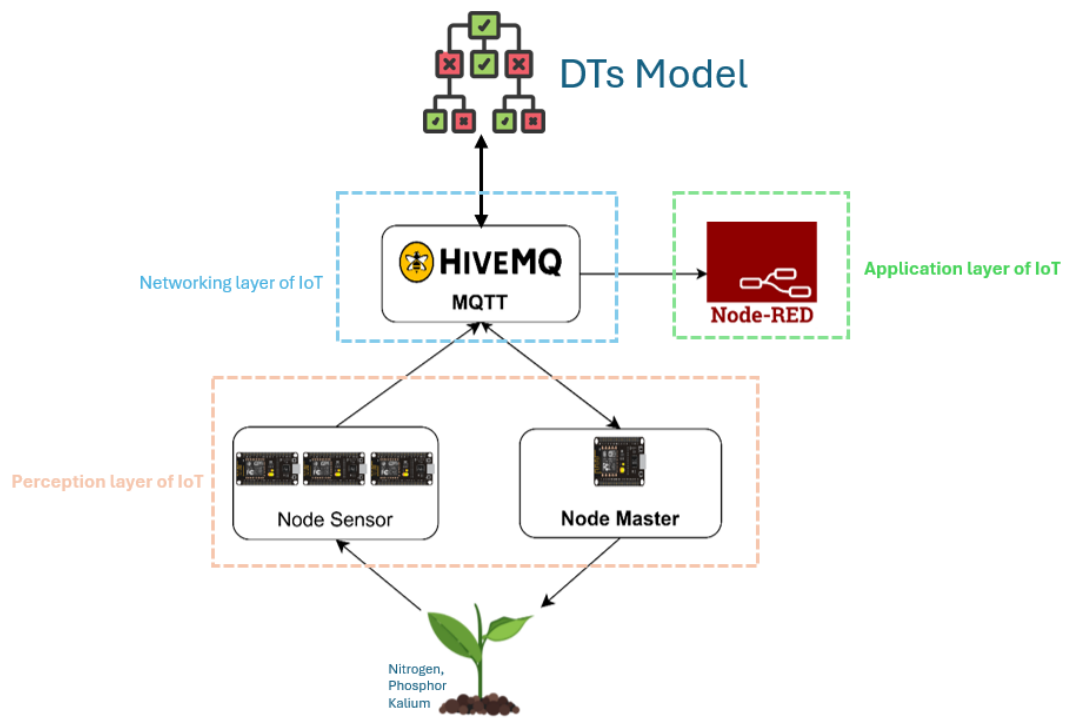 DTs Model
HIVEMQ
MQTT
Networking layer of IoT
Application layer of IoT
Node-RED
Perception layer of IoT
Node Sensor
Node Master
Nitrogen,
Phosphor
Kalium